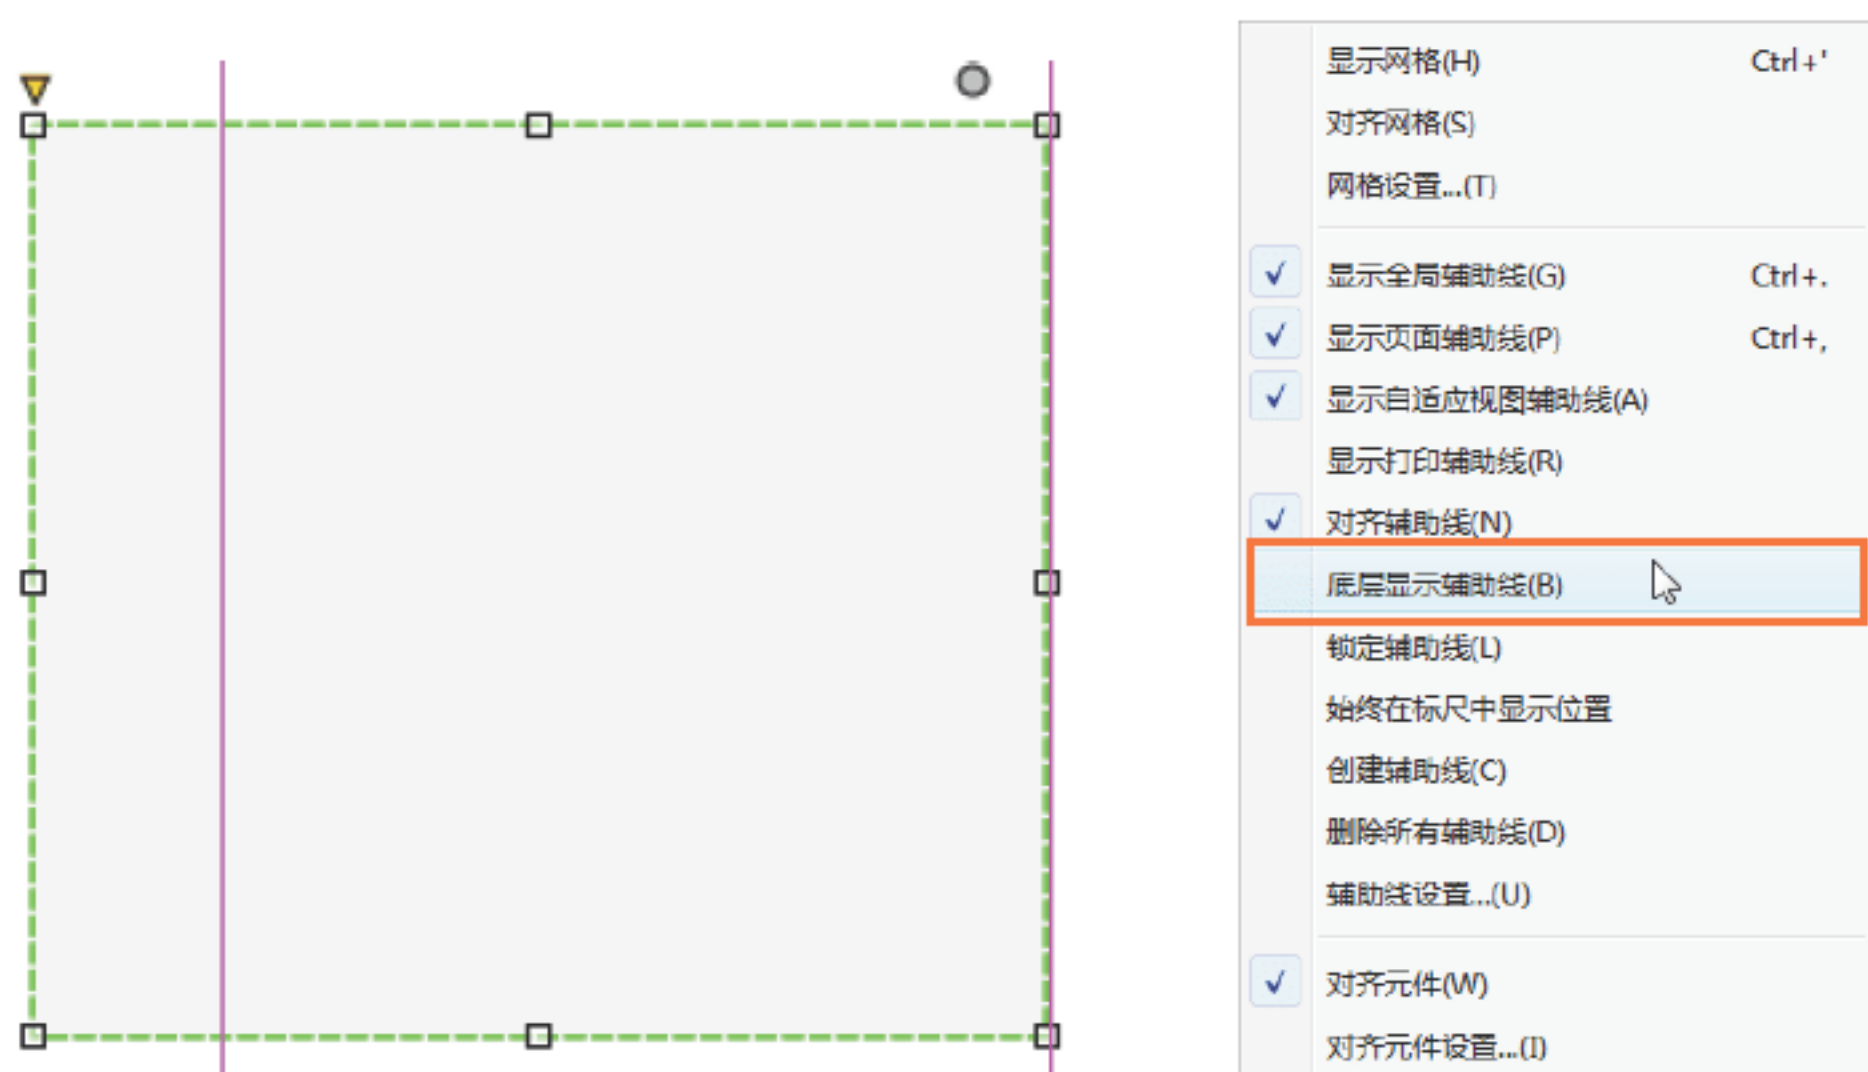 显示网格(H) Ctrl+'
对齐网格(S)
网格设置...(T)
显示全局辅助线(G) Ctrl+.
显示页面辅助线(P) Ctrl+,
显示自适应视图辅助线(A)
显示打印辅助线(R)
对齐辅助线(N)
底层显示辅助线(B)
锁定辅助线(L)
始终在标尺中显示位置
创建辅助线(C)
删除所有辅助线(D)
辅助线设置...(U)
对齐元件(W)
对齐元件设置...(I)